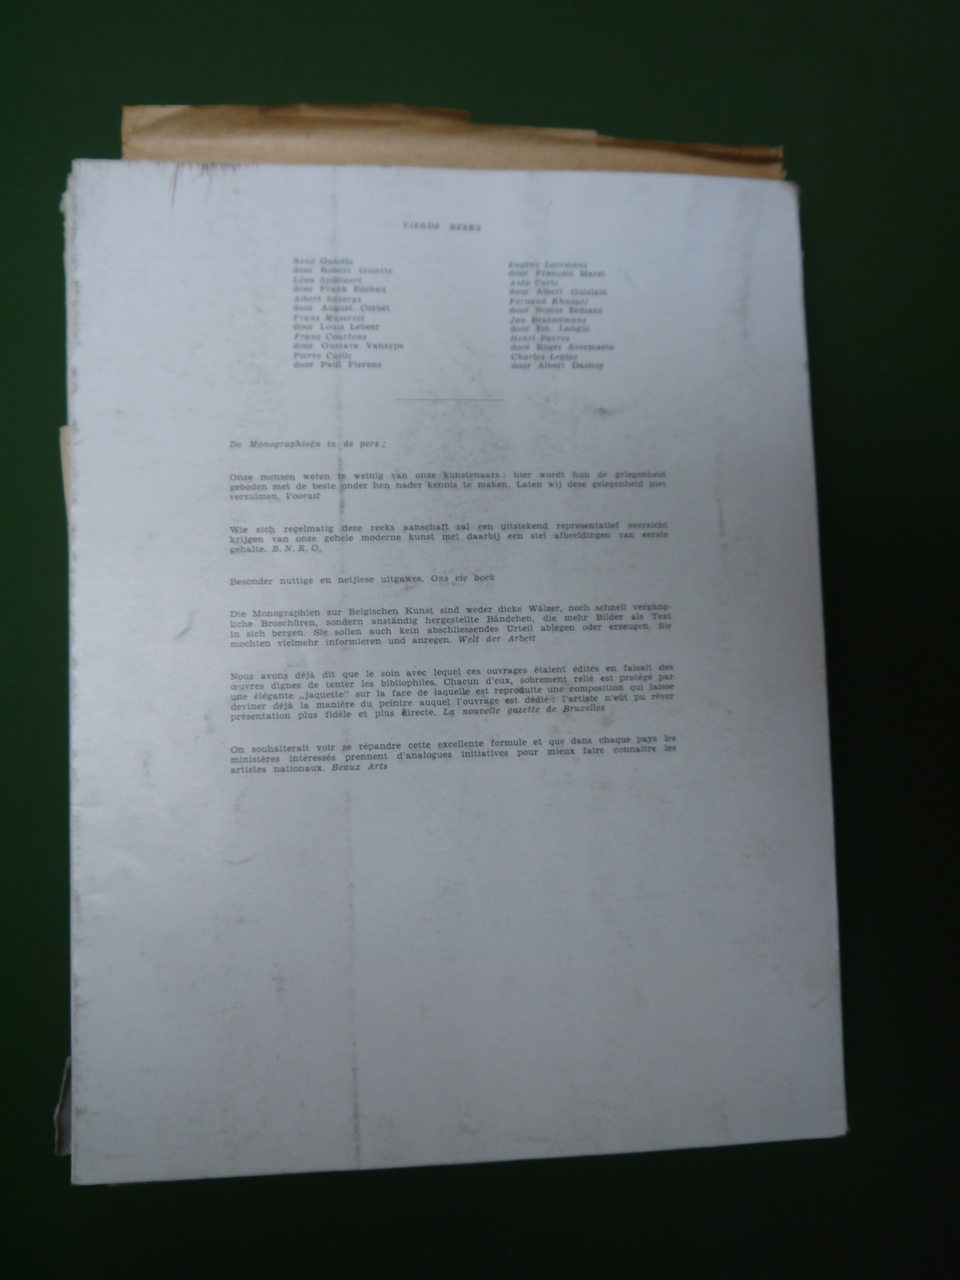 VIERDE REEKS
René Guiette
door Robert Guiette
Léon Spilliaert
door Frank Edebau
Albert Saverys
door August Corbet
Frans Masereel
door Louis Lebeer
Frans Courtens
door Gustave Vanzype
Pierre Caille
door Paul Fierens
Eugène Laermans
door François Maret
Anto Carte
door Albert Guislain
Fernand Khnopff
door Nestor Eemans
Jan Brusselmans
door Em. Langui
Henri Puvrez
door Roger Avermaete
Charles Leplae
door Albert Dasnoy
De Monographieën in de pers :
Onze mensen weten te weinig van onze kunstenaars : hier wordt hun de gelegenheid
geboden met de beste onder hen nader kennis te maken. Laten wij deze gelegenheid niet
verzuimen. Vooruit
Wie zich regelmatig deze reeks aanschaft zal een uitstekend representatief overzicht
krijgen van onze gehele moderne kunst met daarbij een stel afbeeldingen van eerste
gehalte. B. N. R. O.
Besonder nuttige en netjiese uitgawes. Ons eie boek
Die Monographien zur Belgischen Kunst sind weder dicke Wälzer, noch schnell vergäng-
liche Broschüren, sondern anständig hergestellte Bändchen, die mehr Bilder als Text
in sich bergen. Sie sollen auch kein abschliessendes Urteil ablegen oder erzeugen. Sie
mochten vielmehr informieren und anregen. Welt der Arbeit
Nous avons déjà dit que le soin avec lequel ces ouvrages étaient édités en faisait des
œuvres dignes de tenter les bibliophiles. Chacun d'eux, sobrement relié est protégé par
une élégante „jaquette" sur la face de laquelle est reproduite une composition qui laisse
deviner déjà la manière du peintre auquel l'ouvrage est dédié : l'artiste n'eût pu rêver
présentation plus fidèle et plus directe. La nouvelle gazette de Bruxelles
On souhaiterait voir se répandre cette excellente formule et que dans chaque pays les
ministères intéressés prennent d'analogues initiatives pour mieux faire connaître les
artistes nationaux. Beaux Arts